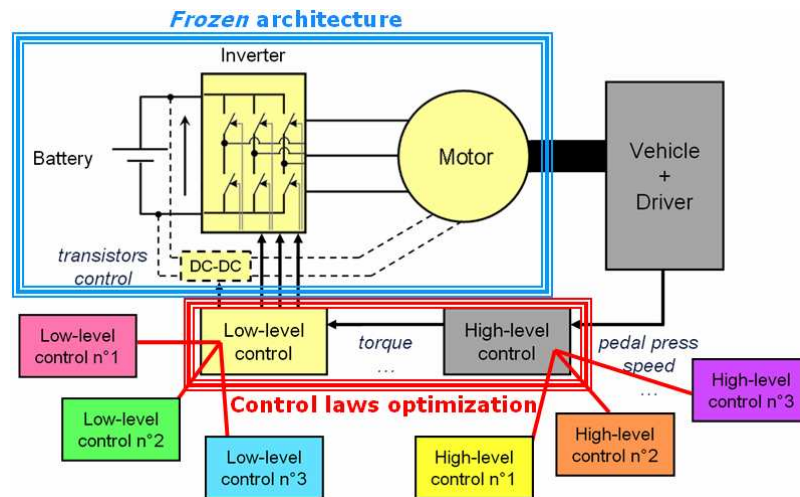 Frozen architecture
Inverter
Battery
Motor
Vehicle
+
Driver
transistors
control
DC-DC
Low-level
control
torque
...
High-level
control
pedal press
speed
...
Low-level
control n°1
Low-level
control n°2
Low-level
control n°3
Control laws optimization
High-level
control n°1
High-level
control n°2
High-level
control n°3